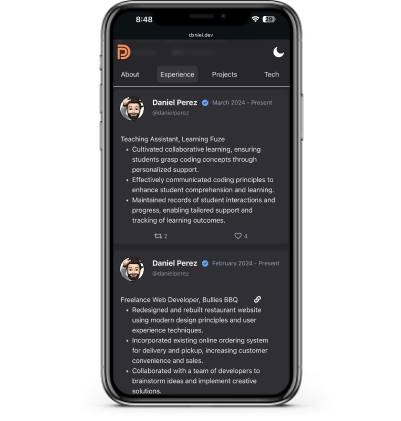 8:48
20
daniel.dev
About Experience Projects Tech
Daniel Perez March 2024 - Present
@danielperez
Teaching Assistant, Learning Fuze
• Cultivated collaborative learning, ensuring
students grasp coding concepts through
personalized support.
• Effectively communicated coding principles to
enhance student comprehension and learning.
• Maintained records of student interactions and
progress, enabling tailored support and
tracking of learning outcomes.
2 4
Daniel Perez February 2024 - Present
@danielperez
Freelance Web Developer, Bullies BBQ
• Redesigned and rebuilt restaurant website
using modern design principles and user
experience techniques.
• Incorporated existing online ordering system
for delivery and pickup, increasing customer
convenience and sales.
• Collaborated with a team of developers to
brainstorm ideas and implement creative
solutions.